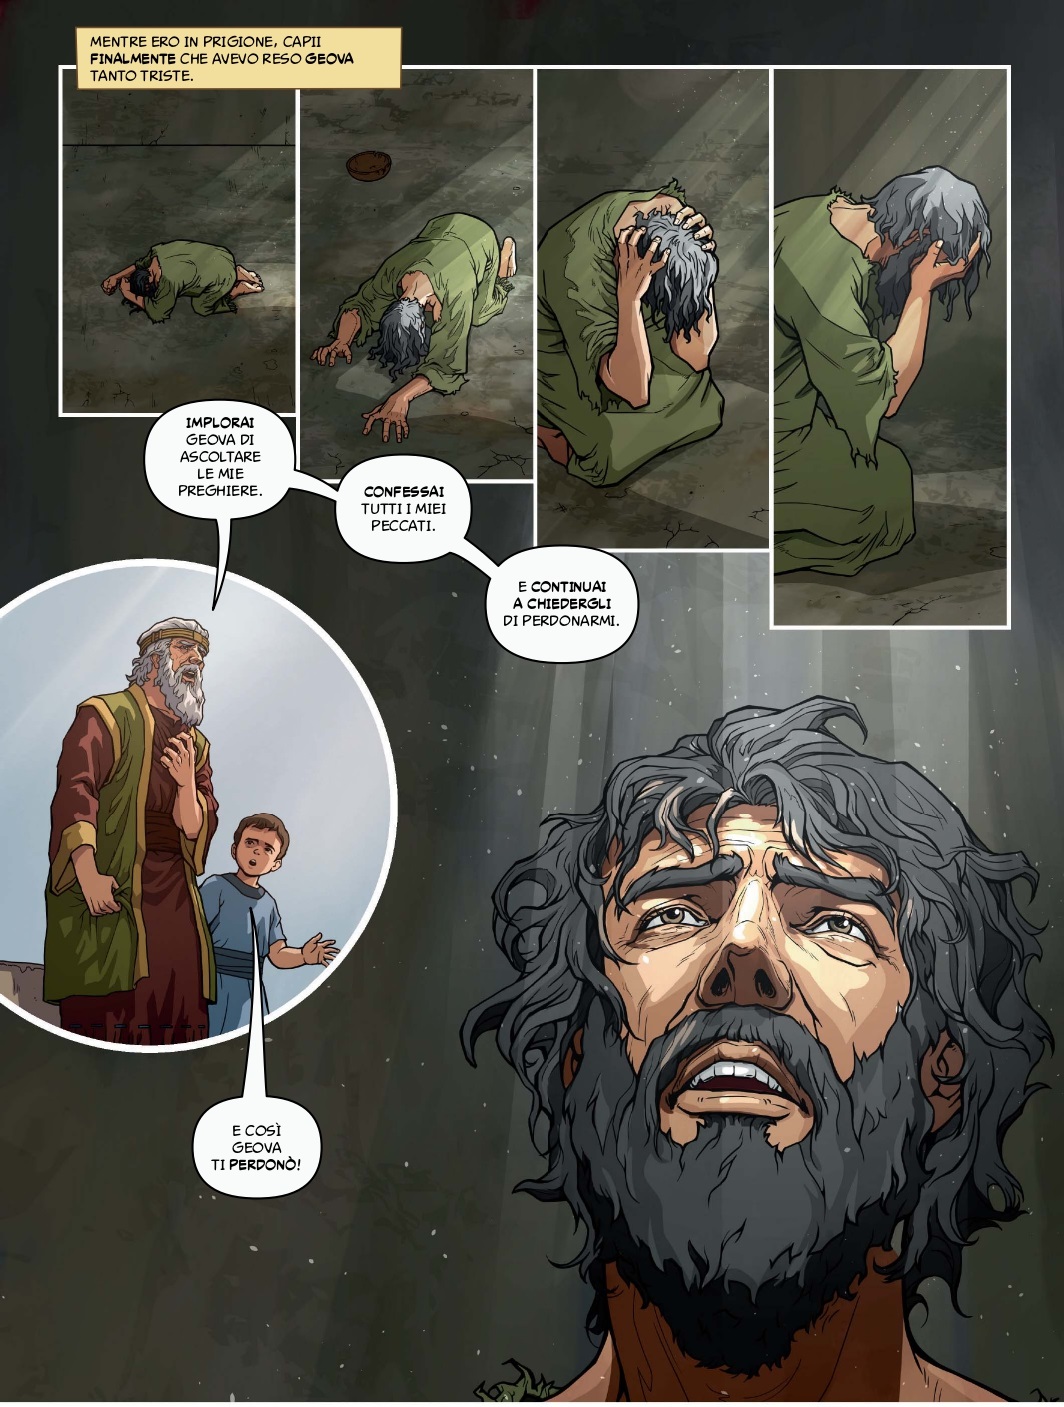 MENTRE ERO IN PRIGIONE, CAPII
FINALMENTE CHE AVEVO RESO GEOVA
TANTO TRISTE.
IMPLORAI
GEOVA DI
ASCOLTARE
LE MIE
PREGHIERE.
CONFESSAI
TUTTI I MIEI
PECCATI.
E CONTINUAI
A CHIEDERGLI
DI PERDONARMI.
E COSÌ
GEOVA
TI PERDONÒ!